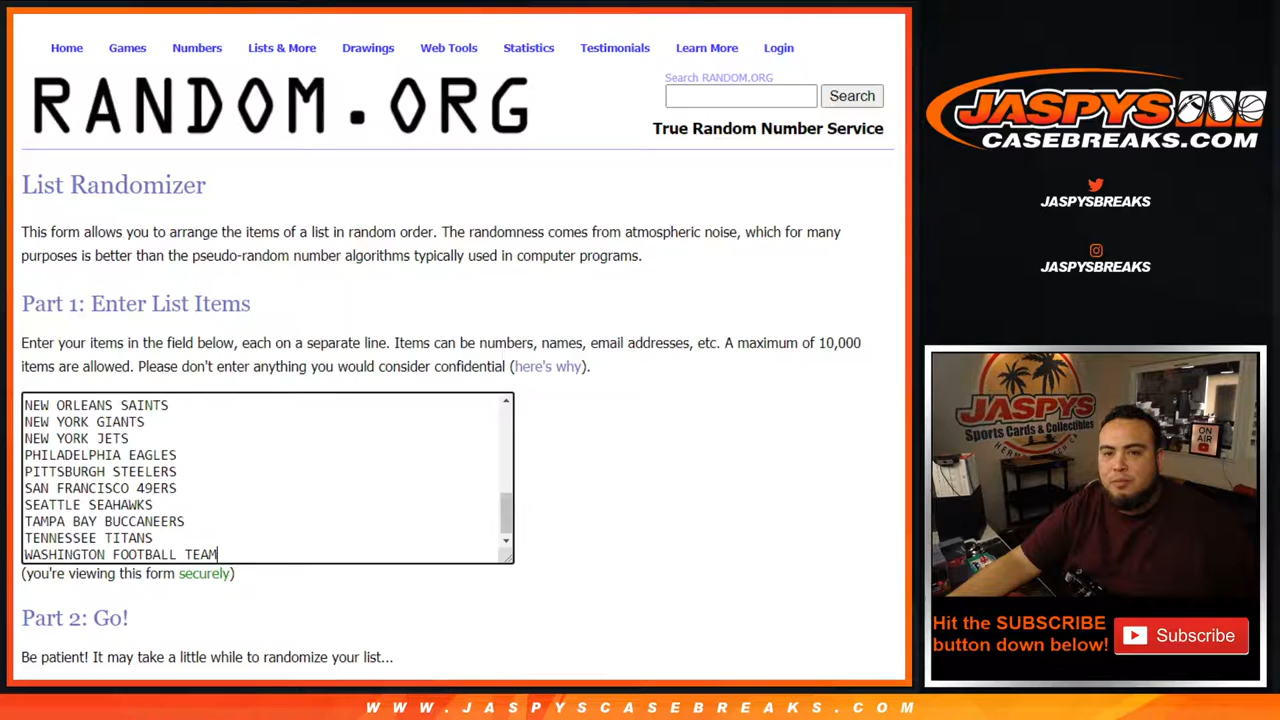 Home Games Numbers Lists & More Drawings Web Tools Statistics Testimonials Learn More Login
RANDOM.ORG
Search RANDOM.ORG
Search
True Random Number Service
List Randomizer
This form allows you to arrange the items of a list in random order. The randomness comes from atmospheric noise, which for many
purposes is better than the pseudo-random number algorithms typically used in computer programs.
Part 1: Enter List Items
Enter your items in the field below, each on a separate line. Items can be numbers, names, email addresses, etc. A maximum of 10,000
items are allowed. Please don't enter anything you would consider confidential (here's why).
NEW ORLEANS SAINTS
NEW YORK GIANTS
NEW YORK JETS
PHILADELPHIA EAGLES
PITTSBURGH STEELERS
SAN FRANCISCO 49ERS
SEATTLE SEAHAWKS
TAMPA BAY BUCCANEERS
TENNESSEE TITANS
WASHINGTON FOOTBALL TEAM
(you're viewing this form securely)
Part 2: Go!
Be patient! It may take a little while to randomize your list...
JASPYS
CASEBREAKS.COM
JASPYSBREAKS
JASPYSBREAKS
JASPYS
Sports Cards & Collectibles
ON
AIR
Hit the SUBSCRIBE
button down below!
Subscribe
WWW.JASPYSCASEBREAKS.COM